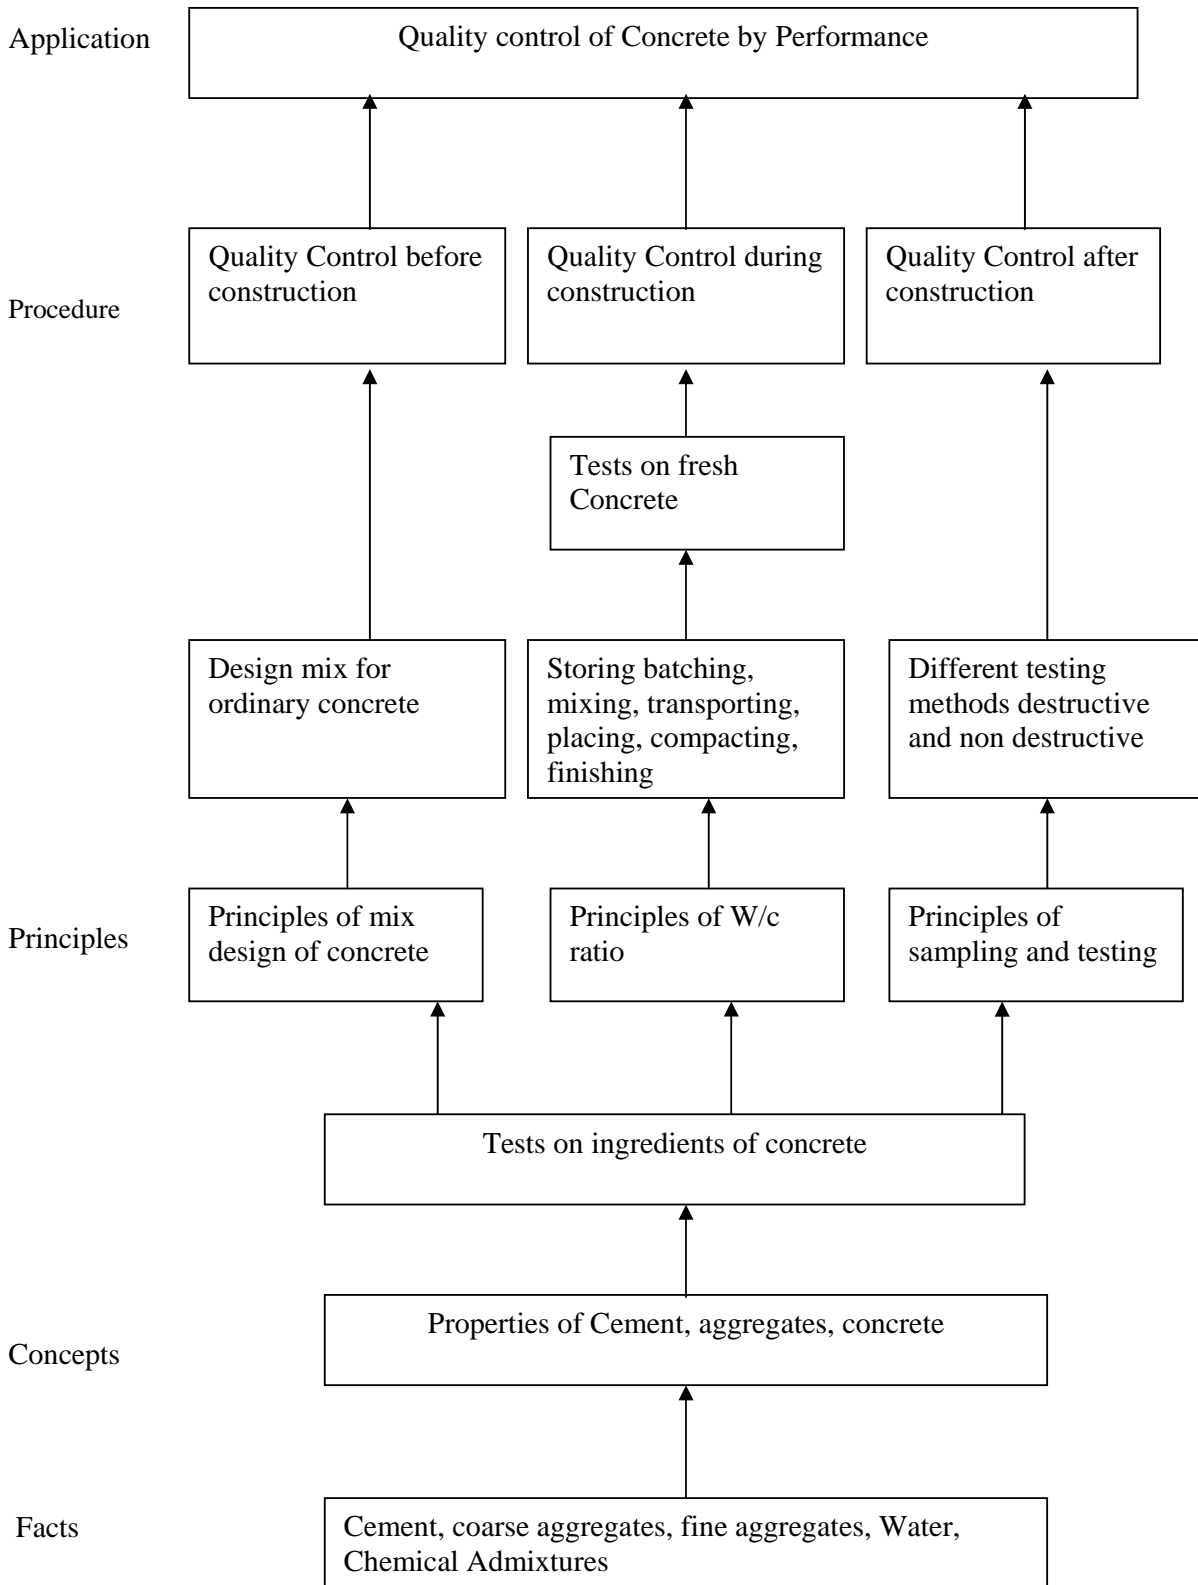 Application
Quality control of Concrete by Performance
Procedure
Quality Control before
construction
Quality Control during
construction
Quality Control after
construction
Tests on fresh
Concrete
Design mix for
ordinary concrete
Storing batching,
mixing, transporting,
placing, compacting,
finishing
Different testing
methods destructive
and non destructive
Principles
Principles of mix
design of concrete
Principles of W/c
ratio
Principles of
sampling and testing
Tests on ingredients of concrete
Concepts
Properties of Cement, aggregates, concrete
Facts
Cement, coarse aggregates, fine aggregates, Water,
Chemical Admixtures